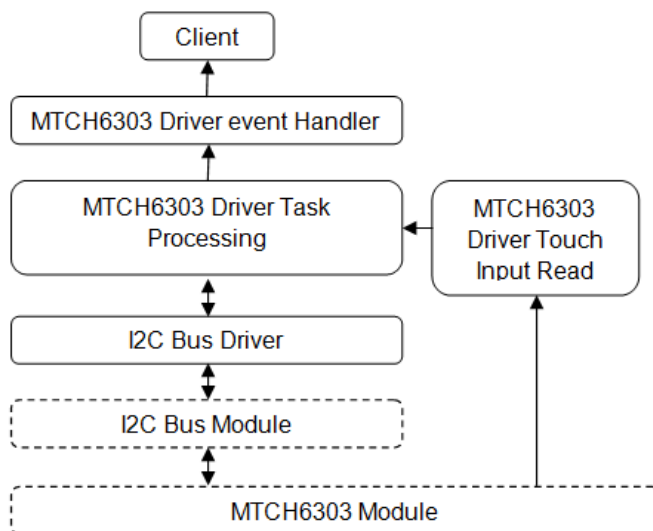 Client
MTCH6303 Driver event Handler
MTCH6303 Driver Task
Processing
MTCH6303
Driver Touch
Input Read
I2C Bus Driver
I2C Bus Module
MTCH6303 Module